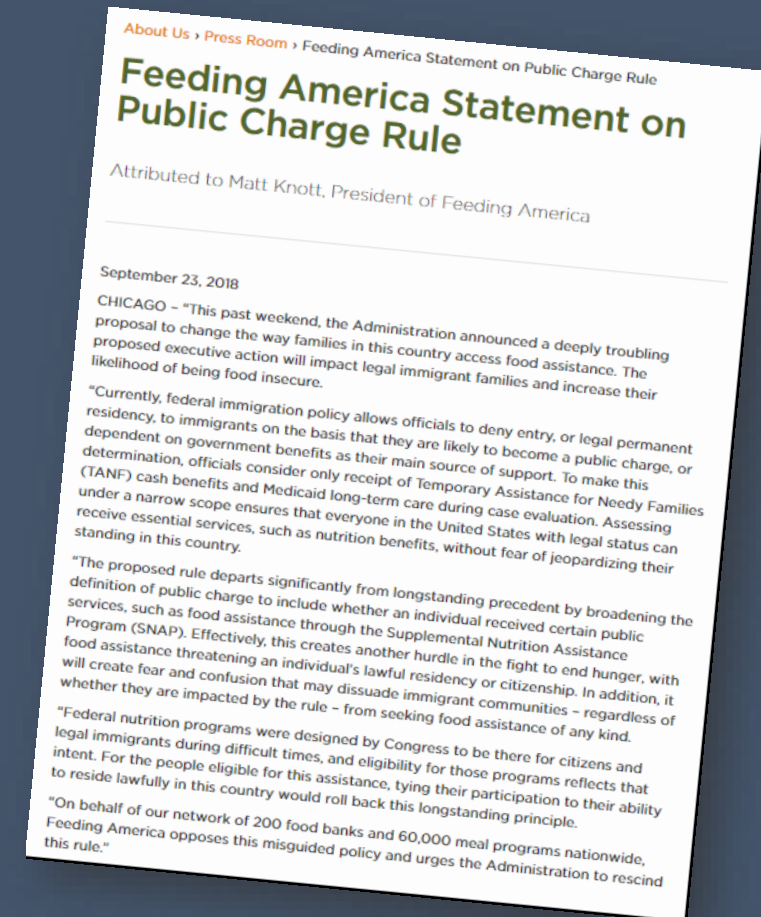 About Us › Press Room › Feeding America Statement on Public Charge Rule
Feeding America Statement on
Public Charge Rule
Attributed to Matt Knott, President of Feeding America
September 23, 2018
CHICAGO – "This past weekend, the Administration announced a deeply troubling
proposal to change the way families in this country access food assistance. The
proposed executive action will impact legal immigrant families and increase their
likelihood of being food insecure.
"Currently, federal immigration policy allows officials to deny entry, or legal permanent
residency, to immigrants on the basis that they are likely to become a public charge, or
dependent on government benefits as their main source of support. To make this
determination, officials consider only receipt of Temporary Assistance for Needy Families
(TANF) cash benefits and Medicaid long-term care during case evaluation. Assessing
under a narrow scope ensures that everyone in the United States with legal status can
receive essential services, such as nutrition benefits, without fear of jeopardizing their
standing in this country.
"The proposed rule departs significantly from longstanding precedent by broadening the
definition of public charge to include whether an individual received certain public
services, such as food assistance through the Supplemental Nutrition Assistance
Program (SNAP). Effectively, this creates another hurdle in the fight to end hunger, with
food assistance threatening an individual's lawful residency or citizenship. In addition, it
will create fear and confusion that may dissuade immigrant communities – regardless of
whether they are impacted by the rule – from seeking food assistance of any kind.
"Federal nutrition programs were designed by Congress to be there for citizens and
legal immigrants during difficult times, and eligibility for those programs reflects that
intent. For the people eligible for this assistance, tying their participation to their ability
to reside lawfully in this country would roll back this longstanding principle.
"On behalf of our network of 200 food banks and 60,000 meal programs nationwide,
Feeding America opposes this misguided policy and urges the Administration to rescind
this rule."